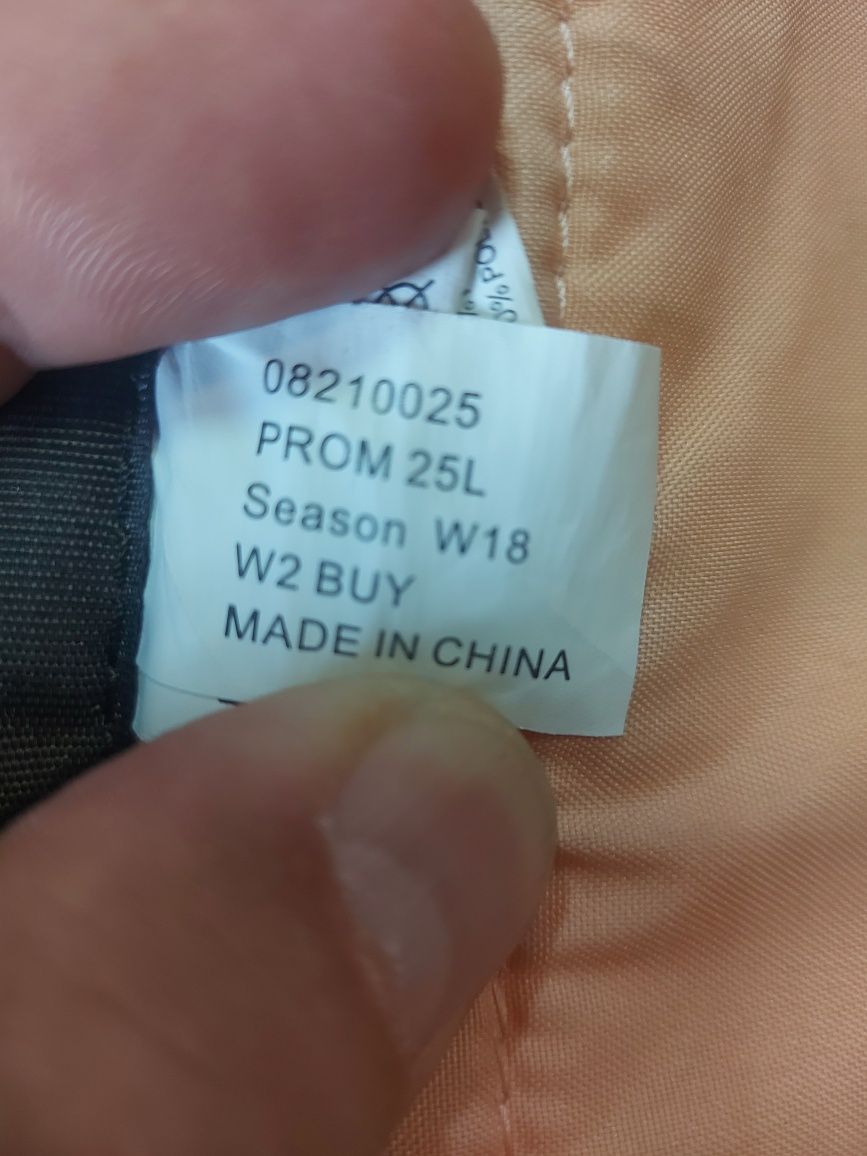 08210025
PROM 25L
Season W18
W2 BUY
MADE IN CHINA